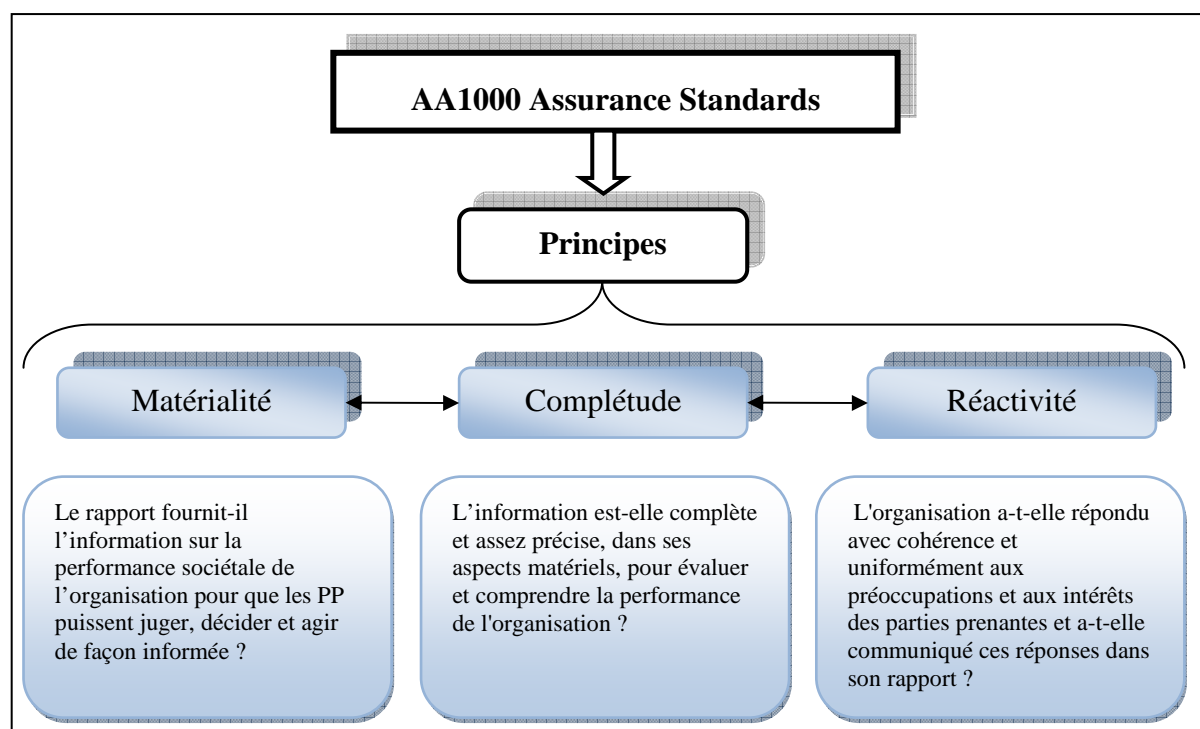 AA1000 Assurance Standards
Principes
Matérialité
Complétude
Réactivité
Le rapport fournit-il
l’information sur la
performance sociétale de
l’organisation pour que les PP
puissent juger, décider et agir
de façon informée ?
L’information est-elle complète
et assez précise, dans ses
aspects matériels, pour évaluer
et comprendre la performance
de l'organisation ?
L'organisation a-t-elle répondu
avec cohérence et
uniformément aux
préoccupations et aux intérêts
des parties prenantes et a-t-elle
communiqué ces réponses dans
son rapport ?